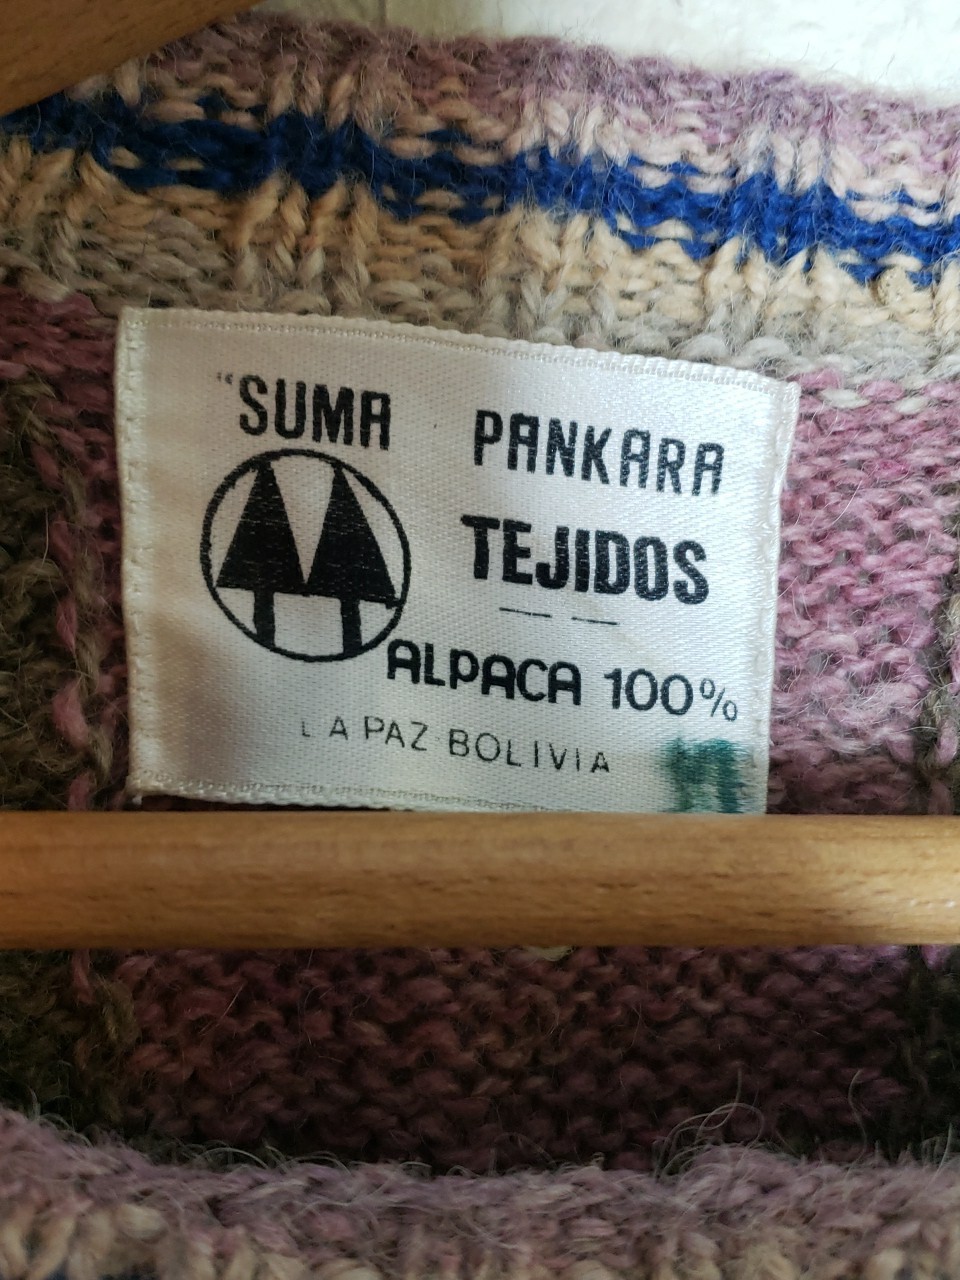 "SUMA PANKARA
TEJIDOS
ALPACA 100%
LA PAZ BOLIVIA